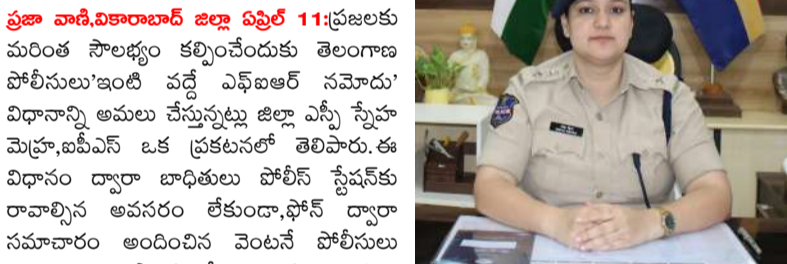 ప్రజా వాణి,వికారాబాద్ జిల్లా ఏప్రిల్ 11:ప్రజలకు
మరింత సౌలభ్యం కల్పించేందుకు తెలంగాణ
పోలీసులు'ఇంటి వద్దే ఎఫ్ఐఆర్ నమోదు'
విధానాన్ని అమలు చేస్తున్నట్లు జిల్లా ఎస్పీ స్నేహ
మెహ్ర,ఐపీఎస్ ఒక ప్రకటనలో తెలిపారు.ఈ
విధానం ద్వారా బాధితులు పోలీస్ స్టేషన్‌కు
రావాల్సిన అవసరం లేకుండా,ఫోన్ ద్వారా
సమాచారం అందించిన వెంటనే పోలీసులు